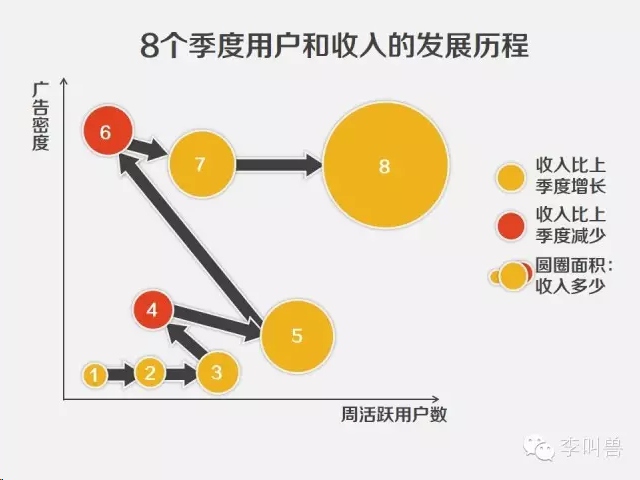 8个季度用户和收入的发展历程
广告密度
6
7
8
收入比上
季度增长
收入比上
季度减少
圆圈面积：
收入多少
4
5
1
2
3
周活跃用户数
李叫兽